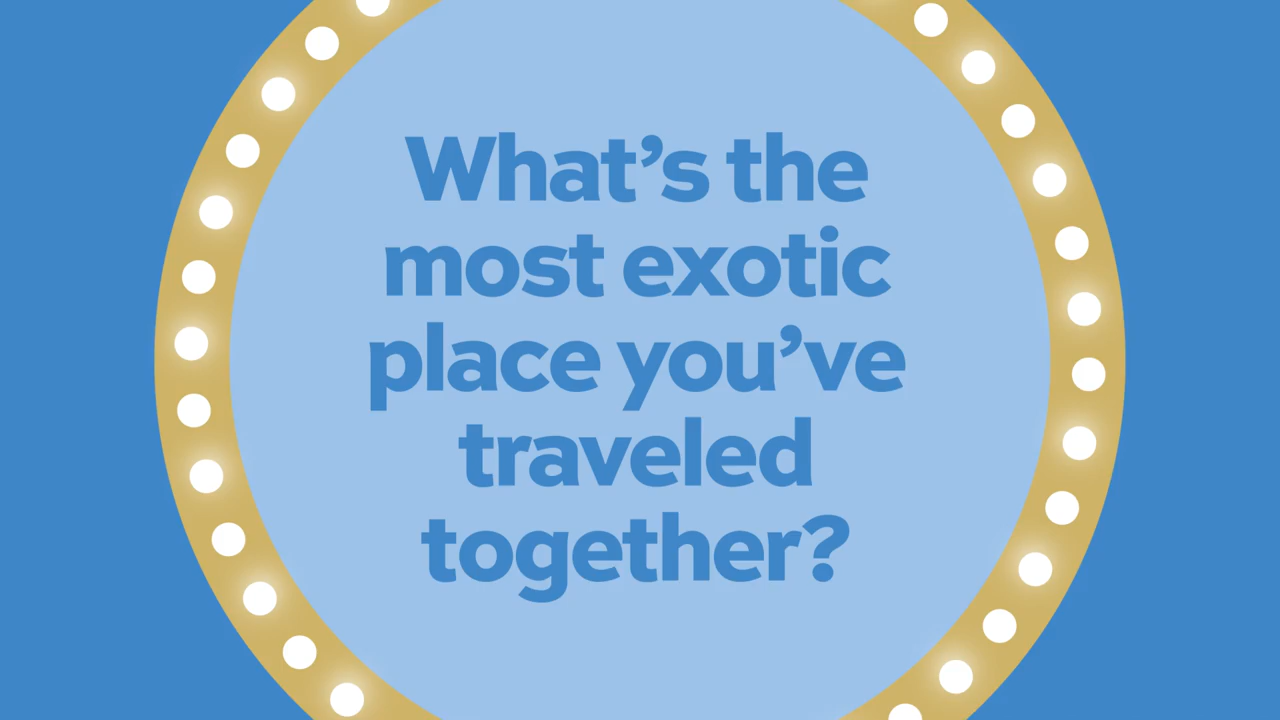 What’s the
most exotic
place you’ve
traveled
together?